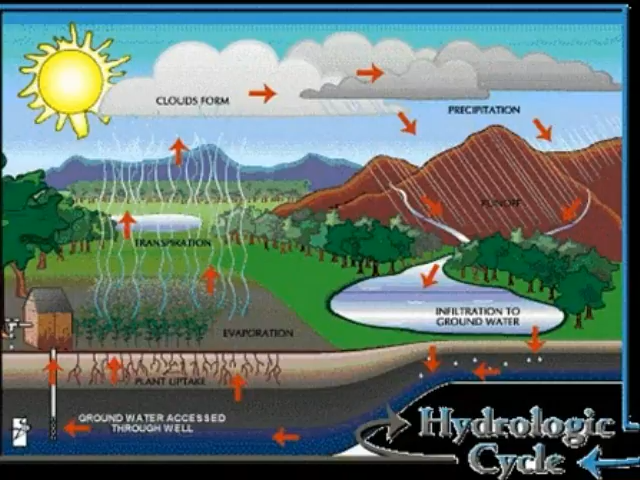 CLOUDS FORM
PRECIPITATION
RUNOFF
TRANSPIRATION
INFILTRATION TO
GROUND WATER
EVAPORATION
PLANT UPTAKE
GROUND WATER ACCESSED
THROUGH WELL
Hydrologic
Cycle